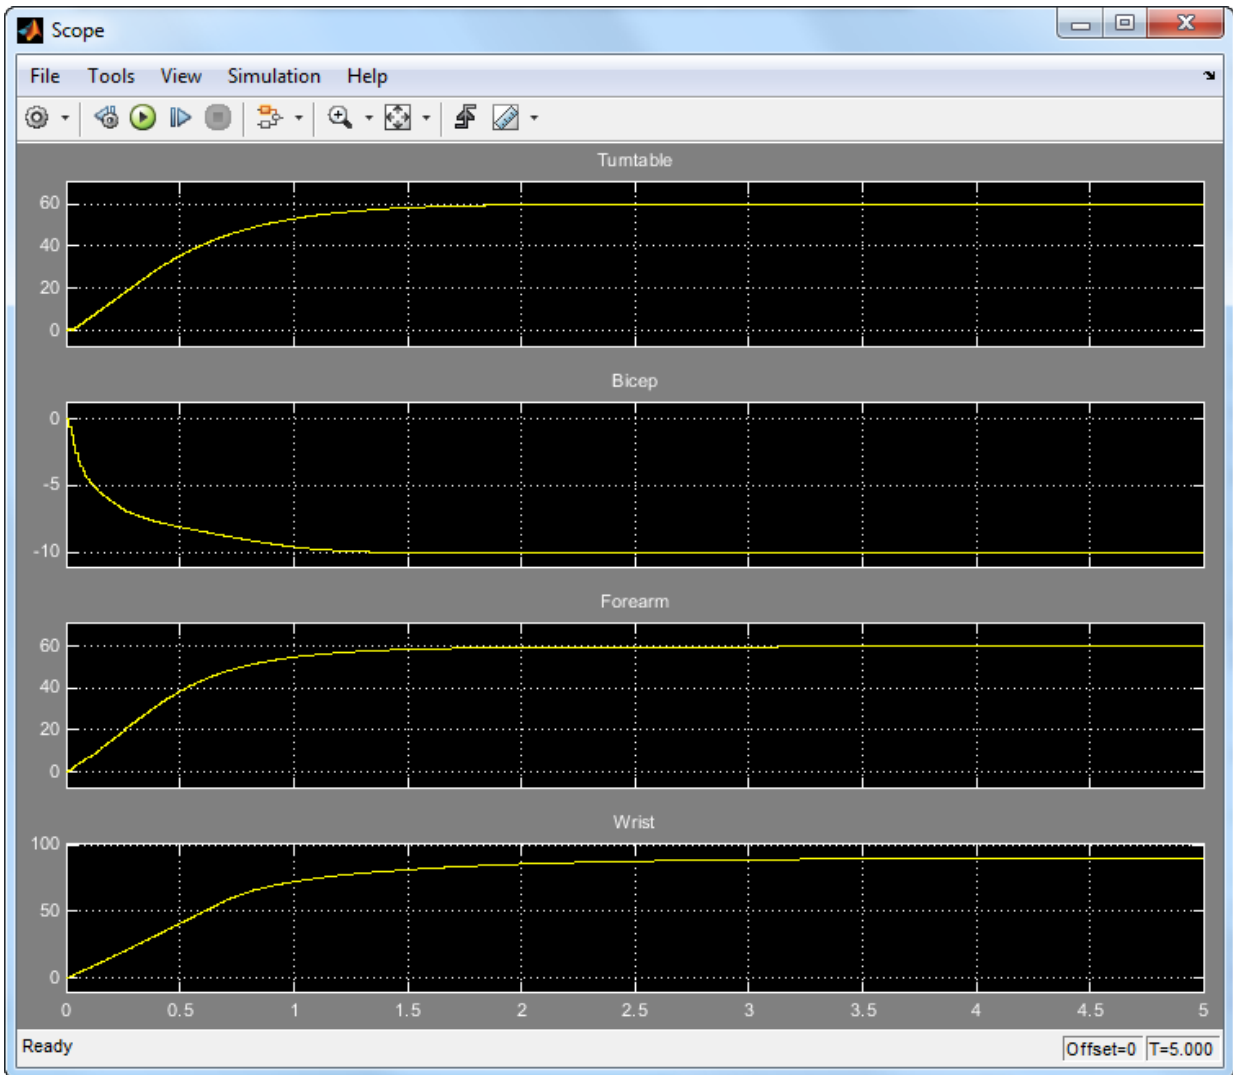 Scope
File Tools View Simulation Help
Turntable
60
40
20
0
Bicep
0
-5
-10
Forearm
60
40
20
0
Wrist
100
50
0
0 0.5 1 1.5 2 2.5 3 3.5 4 4.5 5
Ready Offset=0 T=5.000